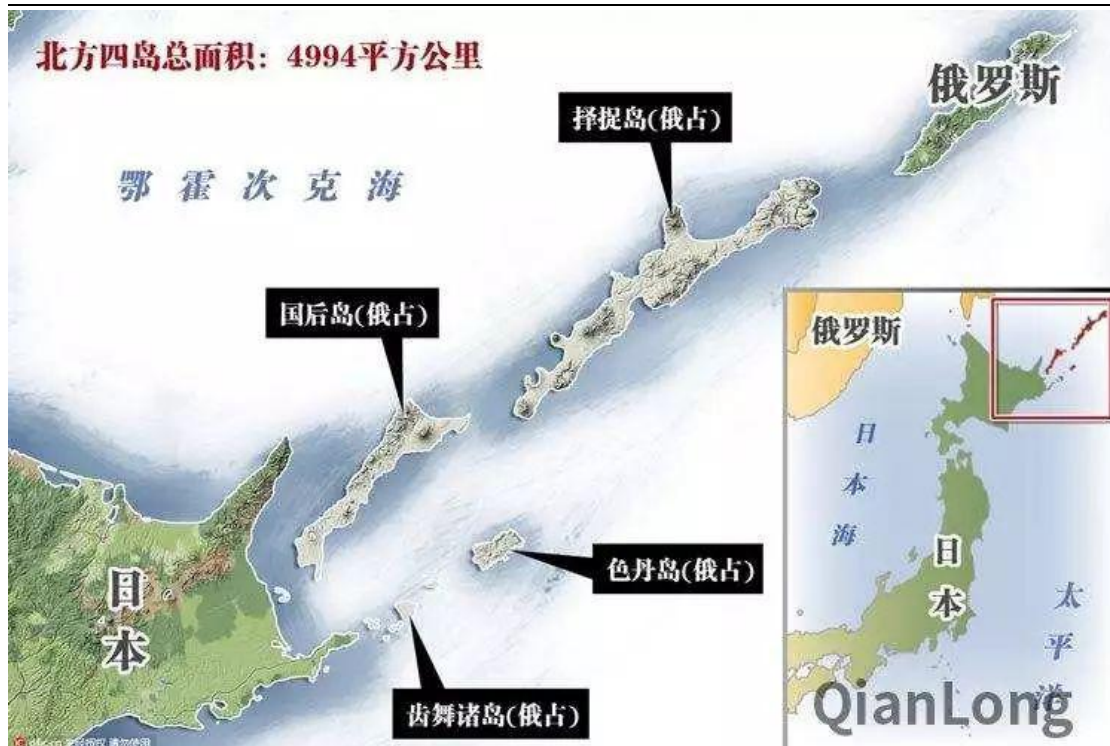 北方四岛总面积：4994平方公里
俄罗斯
择捉岛(俄占)
鄂霍次克海
国后岛(俄占)
俄罗斯
日本海
日本
太平洋
色丹岛(俄占)
日本
齿舞诸岛(俄占)
QianLong